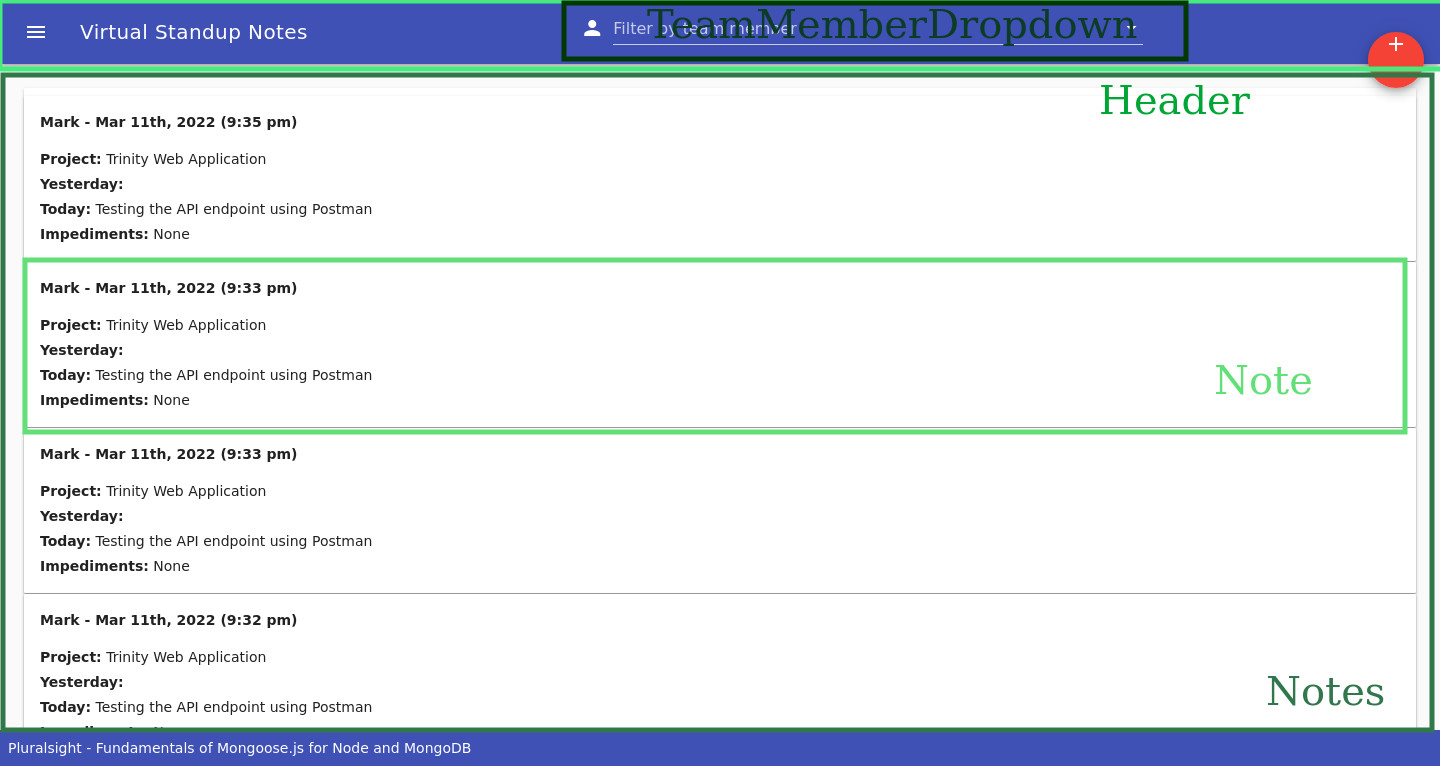 Virtual Standup Notes
Filter by team member
TeamMemberDropdown
Header
Mark - Mar 11th, 2022 (9:35 pm)
Project: Trinity Web Application
Yesterday:
Today: Testing the API endpoint using Postman
Impediments: None
Mark - Mar 11th, 2022 (9:33 pm)
Project: Trinity Web Application
Yesterday:
Today: Testing the API endpoint using Postman
Impediments: None
Note
Mark - Mar 11th, 2022 (9:33 pm)
Project: Trinity Web Application
Yesterday:
Today: Testing the API endpoint using Postman
Impediments: None
Mark - Mar 11th, 2022 (9:32 pm)
Project: Trinity Web Application
Yesterday:
Today: Testing the API endpoint using Postman
Notes
Pluralsight - Fundamentals of Mongoose.js for Node and MongoDB